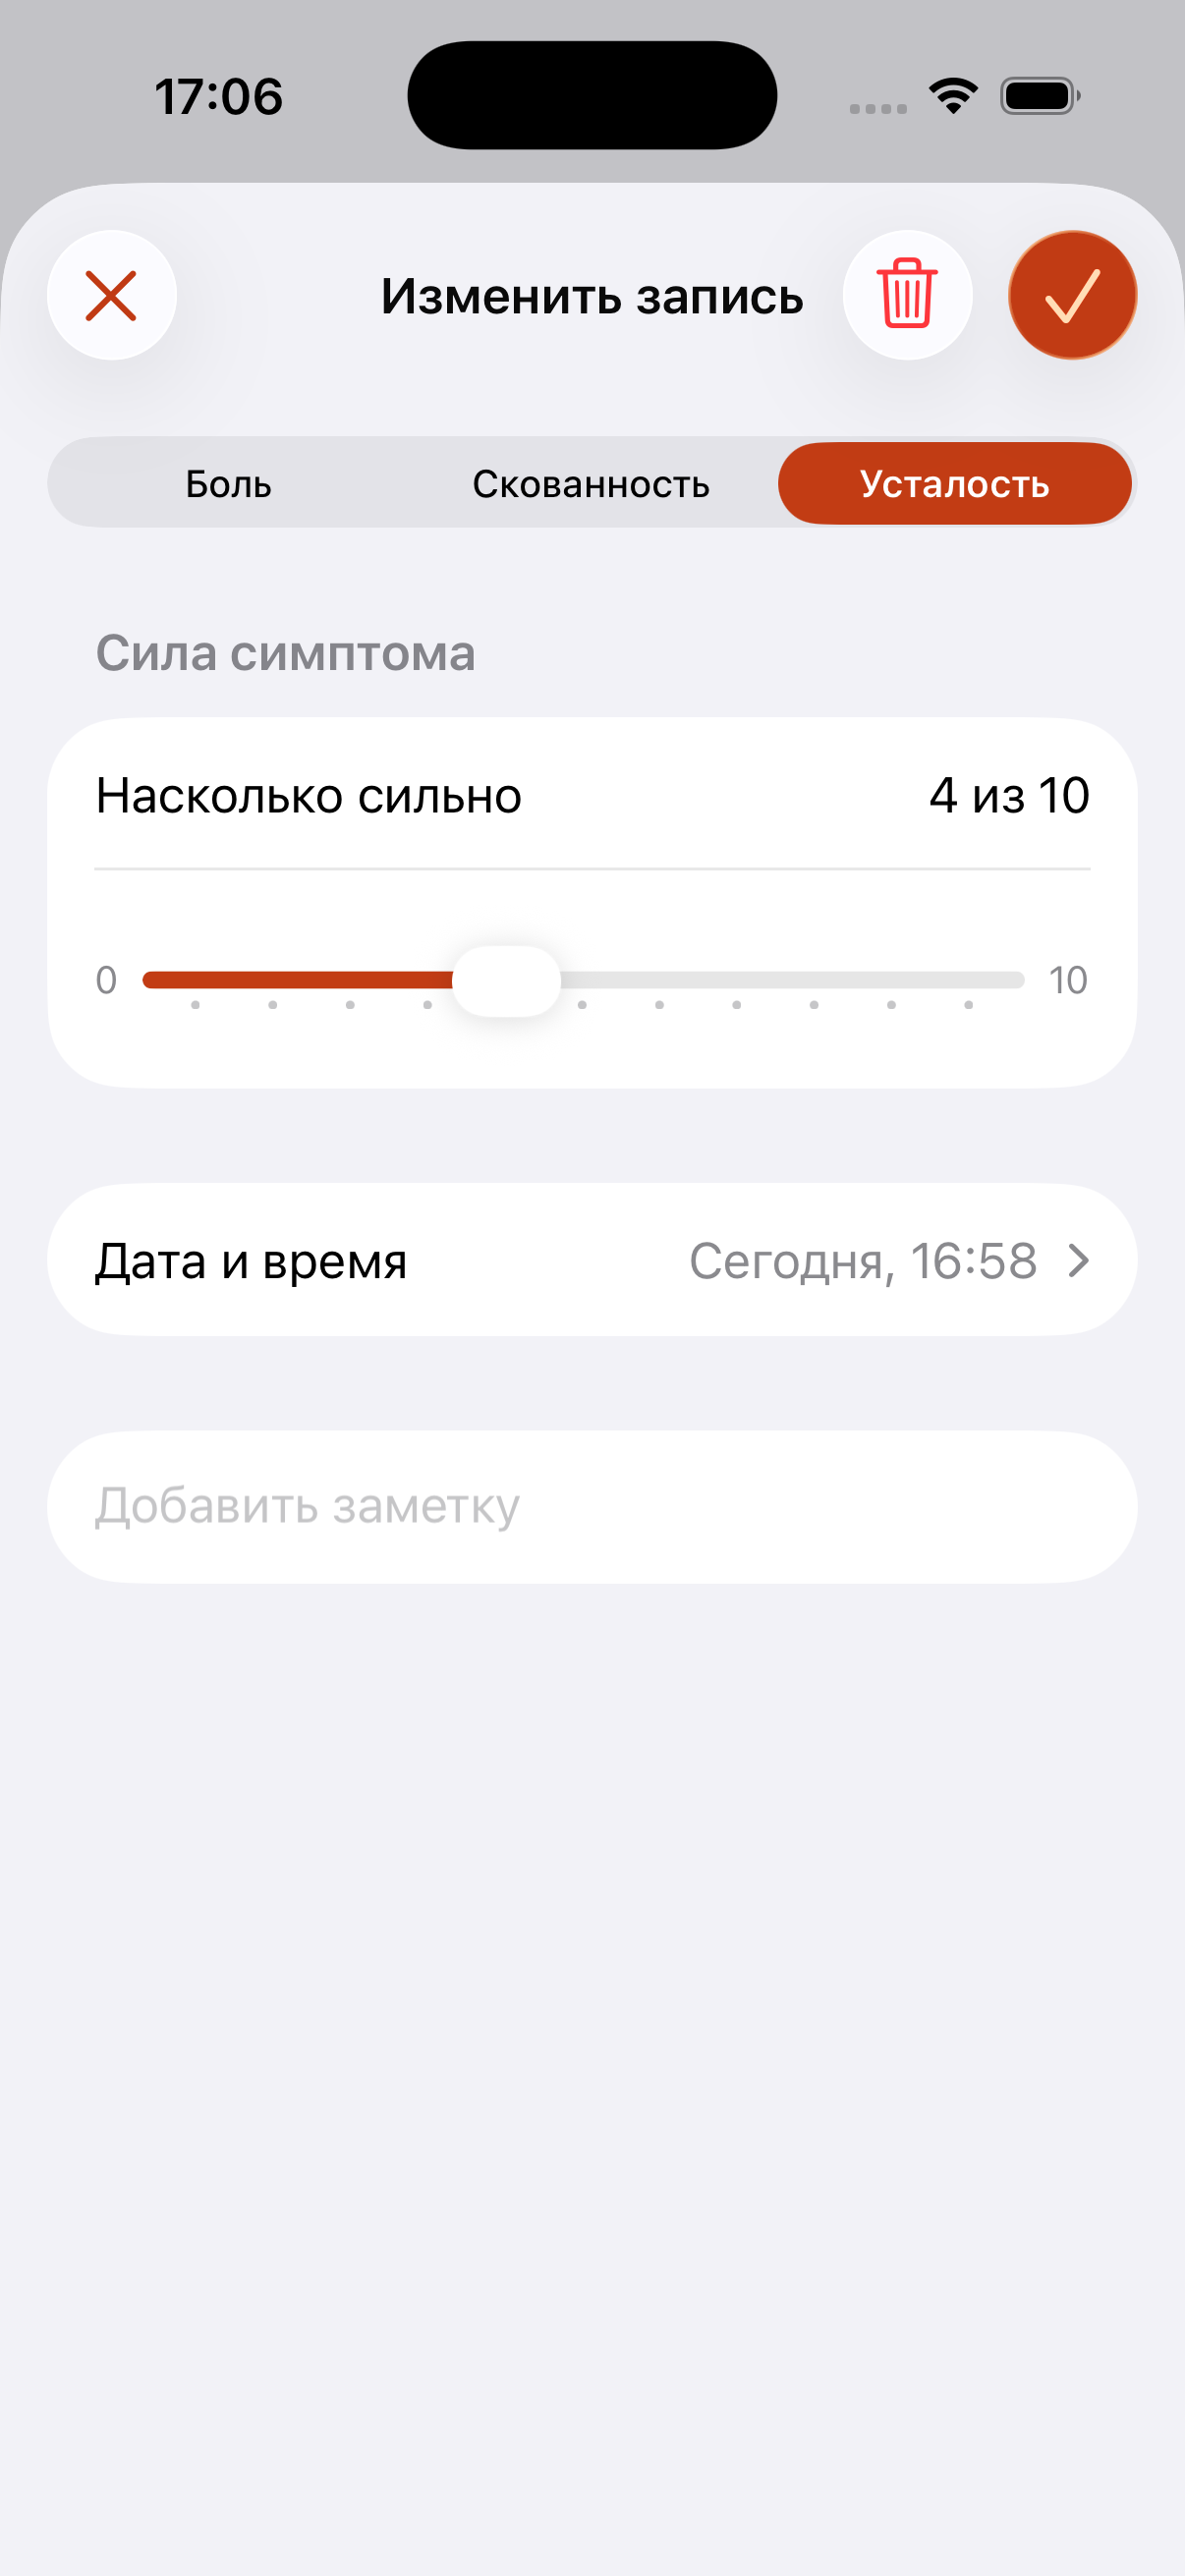 17:06
Изменить запись
Боль Скованность Усталость
Сила симптома
Насколько сильно 4 из 10
0 10
Дата и время Сегодня, 16:58
Добавить заметку